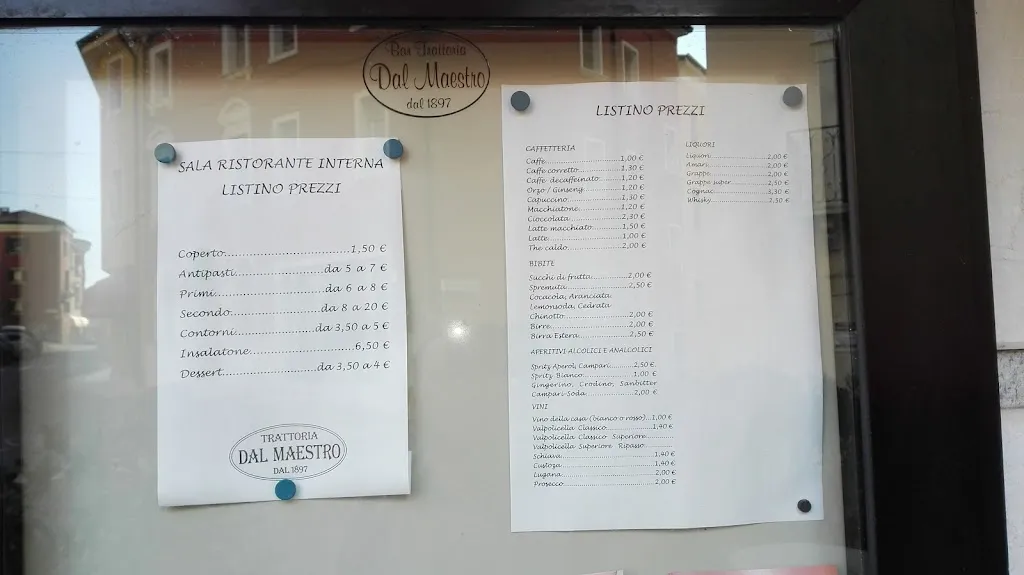 Bar Trattoria
Dal Maestro
dal 1897
SALA RISTORANTE INTERNA
LISTINO PREZZI
Coperto..............................1,50 €
Antipasti.....................da 5 a 7 €
Primi..........................da 6 a 8 €
Secondo......................da 8 a 20 €
Contorni...................da 3,50 a 5 €
Insalatone.........................6,50 €
Dessert......................da 3,50 a 4 €
TRATTORIA
DAL MAESTRO
DAL 1897
LISTINO PREZZI
CAFFETTERIA
Caffe........................1,00 €
Caffe corretto................1,30 €
Caffe decaffeinato..........1,20 €
Orzo / Ginseng..............1,20 €
Capuccino...................1,30 €
Macchiatone................1,20 €
Cioccolata...................2,30 €
Latte macchiato...........1,50 €
Latte..........................1,00 €
The caldo....................2,00 €
BIBITE
Succhi di frutta............2,00 €
Spremuta...................2,50 €
Cocacola, Aranciata
Lemonsoda, Cedrata
Chinotto.....................2,00 €
Birre..........................2,00 €
Birra Estera.................2,50 €
APERITIVI ALCOLICI E ANALCOLICI
Spritz Aperol, Campari........2,50 €
Spritz Bianco................1,00 €
Gingerino, Crodino, Sanbitter
Campari Soda...............2,00 €
VINI
Vino della casa (bianco o rosso)...1,00 €
Valpolicella Classico...............1,40 €
Valpolicella Classico Superiore.........
Valpolicella Superiore Ripasso.........
Schiava...............................1,40 €
Custoza...............................1,40 €
Lugana................................2,00 €
Prosecco..............................2,00 €
LIQUORI
Liquori....................2,00 €
Amari.....................2,00 €
Grappe....................2,00 €
Grappe super............2,50 €
Cognac....................3,30 €
Whisky....................2,50 €